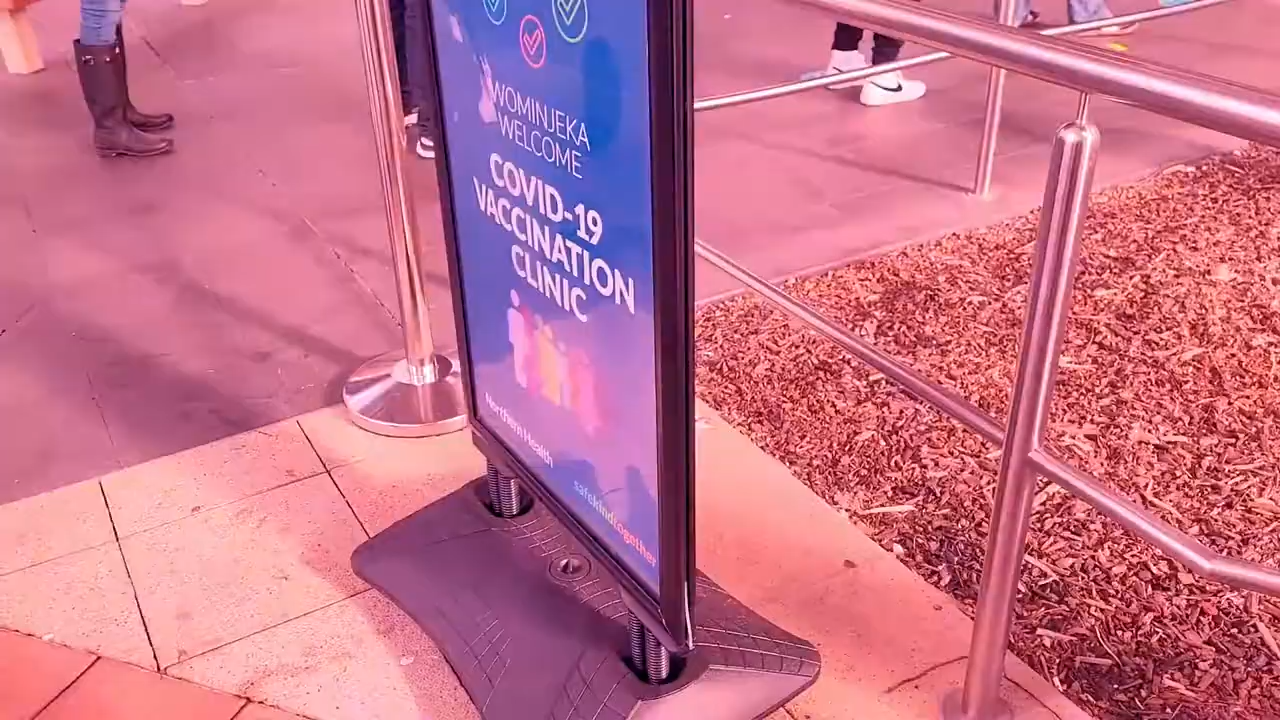 WOMINJEKA
WELCOME
COVID-19
VACCINATION
CLINIC
Northern Health
safekindtogether